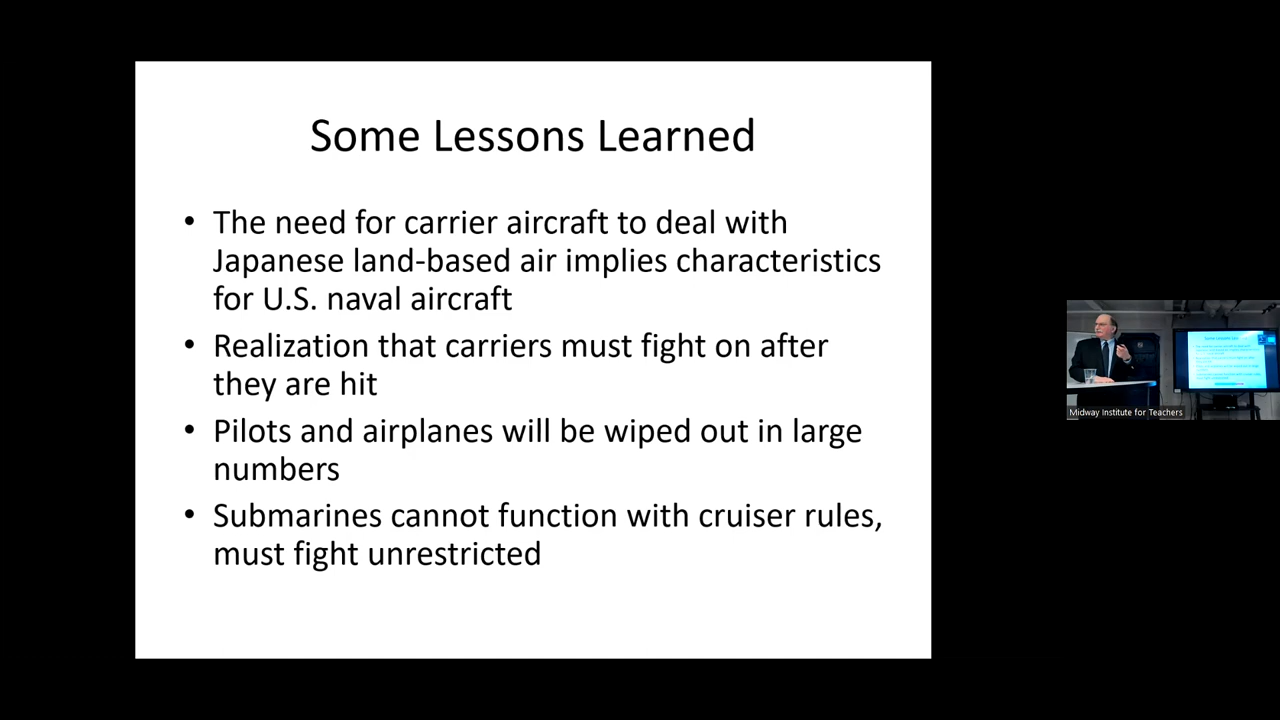 Some Lessons Learned
• The need for carrier aircraft to deal with
Japanese land-based air implies characteristics
for U.S. naval aircraft
• Realization that carriers must fight on after
they are hit
• Pilots and airplanes will be wiped out in large
numbers
• Submarines cannot function with cruiser rules,
must fight unrestricted
Midway Institute for Teachers